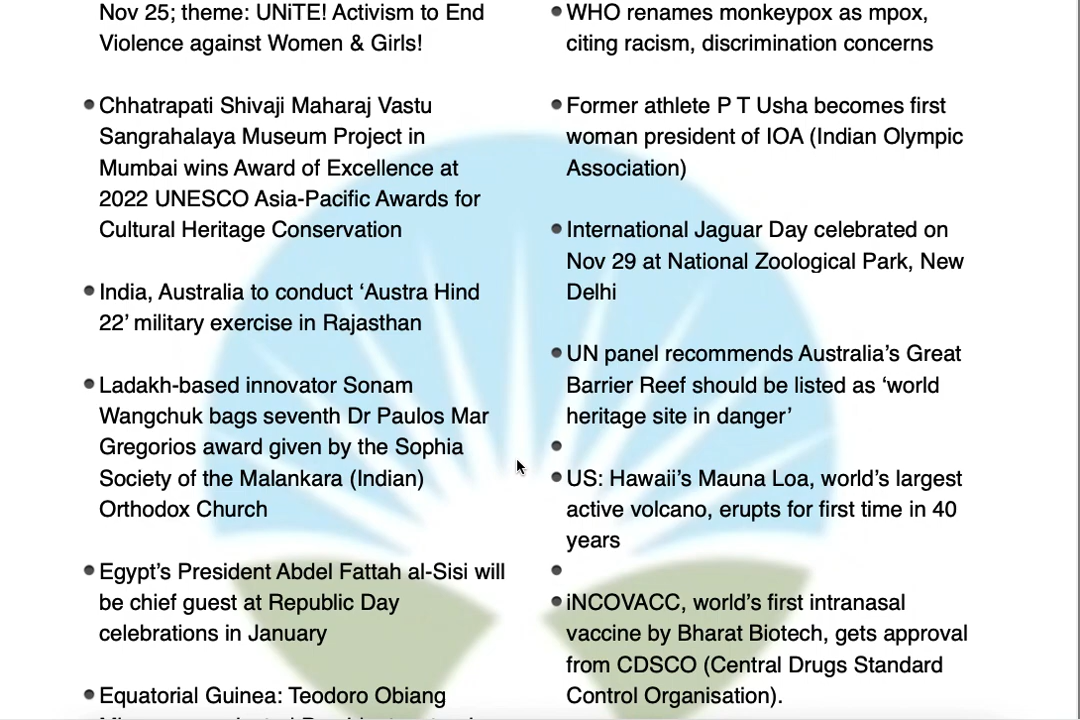 Nov 25; theme: UNiTE! Activism to End
Violence against Women & Girls!
• Chhatrapati Shivaji Maharaj Vastu
Sangrahalaya Museum Project in
Mumbai wins Award of Excellence at
2022 UNESCO Asia-Pacific Awards for
Cultural Heritage Conservation
• India, Australia to conduct ‘Austra Hind
22’ military exercise in Rajasthan
• Ladakh-based innovator Sonam
Wangchuk bags seventh Dr Paulos Mar
Gregorios award given by the Sophia
Society of the Malankara (Indian)
Orthodox Church
• Egypt’s President Abdel Fattah al-Sisi will
be chief guest at Republic Day
celebrations in January
• Equatorial Guinea: Teodoro Obiang
• WHO renames monkeypox as mpox,
citing racism, discrimination concerns
• Former athlete P T Usha becomes first
woman president of IOA (Indian Olympic
Association)
• International Jaguar Day celebrated on
Nov 29 at National Zoological Park, New
Delhi
• UN panel recommends Australia’s Great
Barrier Reef should be listed as ‘world
heritage site in danger’
•
• US: Hawaii’s Mauna Loa, world’s largest
active volcano, erupts for first time in 40
years
•
• iNCOVACC, world’s first intranasal
vaccine by Bharat Biotech, gets approval
from CDSCO (Central Drugs Standard
Control Organisation).